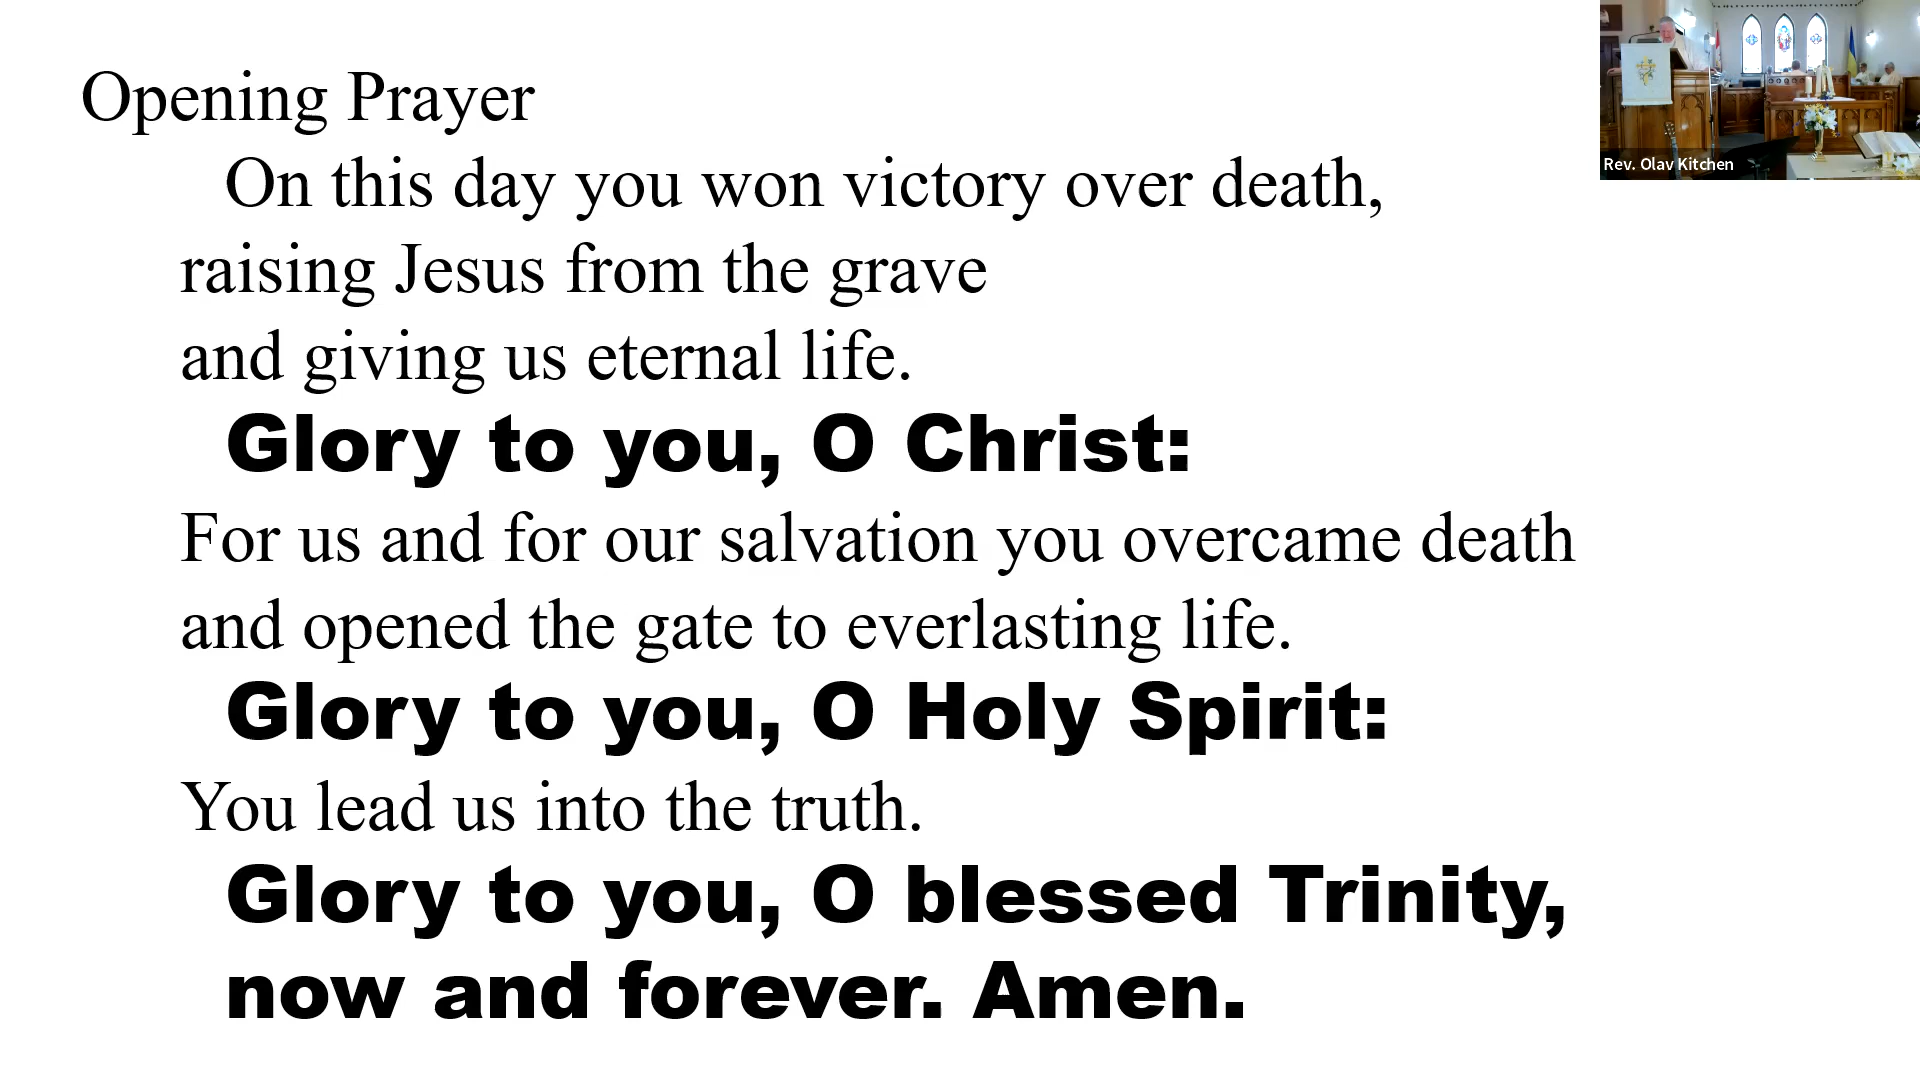 Opening Prayer
On this day you won victory over death,
raising Jesus from the grave
and giving us eternal life.
Glory to you, O Christ:
For us and for our salvation you overcame death
and opened the gate to everlasting life.
Glory to you, O Holy Spirit:
You lead us into the truth.
Glory to you, O blessed Trinity,
now and forever. Amen.
Rev. Olav Kitchen